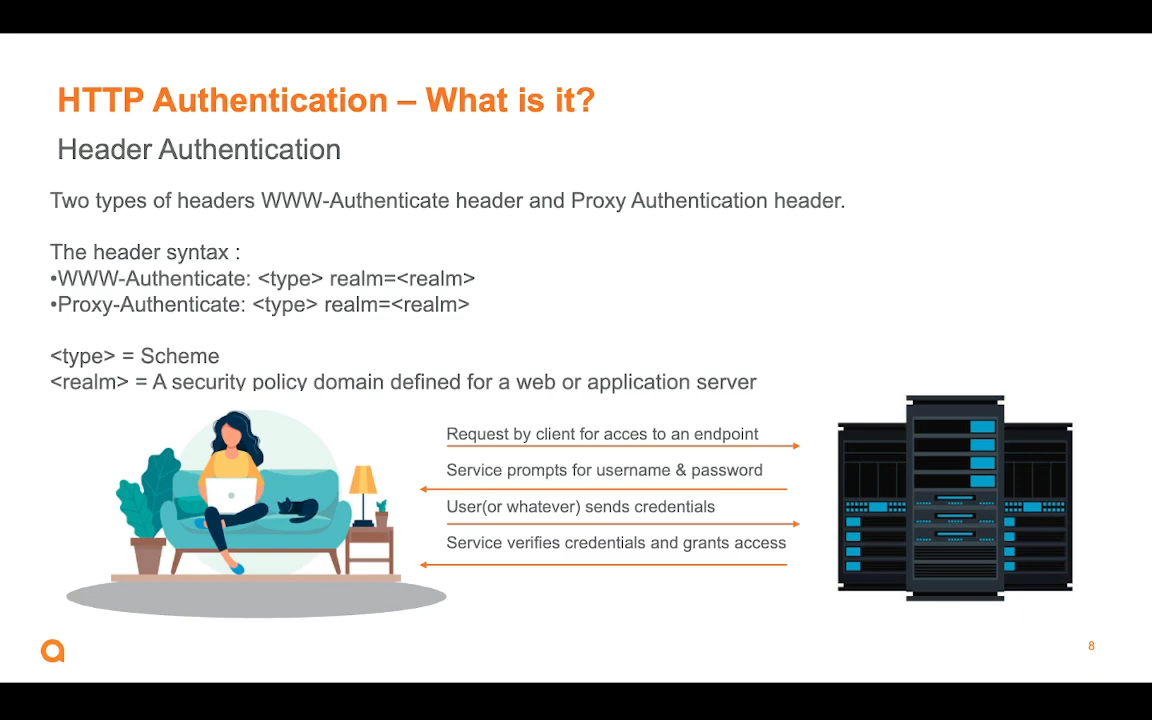 HTTP Authentication – What is it?
Header Authentication
Two types of headers WWW-Authenticate header and Proxy Authentication header.
The header syntax :
•WWW-Authenticate: <type> realm=<realm>
•Proxy-Authenticate: <type> realm=<realm>
<type> = Scheme
<realm> = A security policy domain defined for a web or application server
Request by client for acces to an endpoint
Service prompts for username & password
User(or whatever) sends credentials
Service verifies credentials and grants access
8